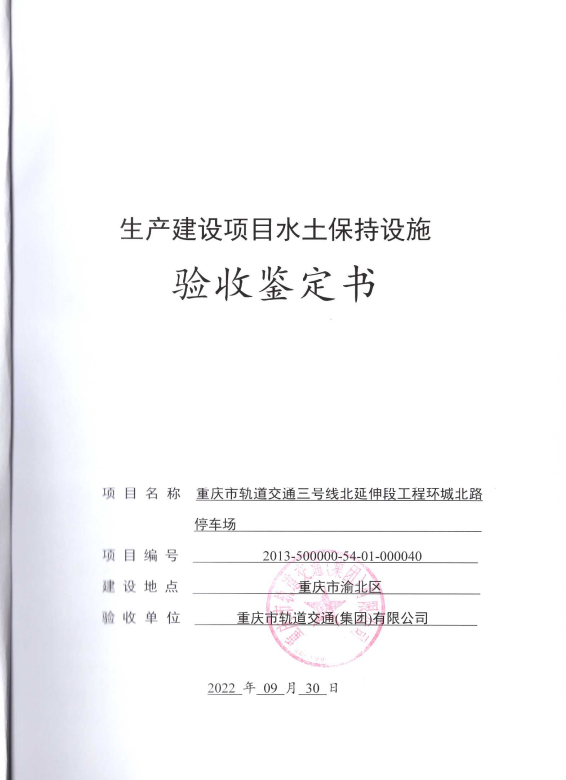 生产建设项目水土保持设施
验收鉴定书
项目名称 重庆市轨道交通三号线北延伸段工程环城北路
停车场
项目编号 2013-500000-54-01-000040
建设地点 重庆市渝北区
验收单位 重庆市轨道交通(集团)有限公司
2022 年 09 月 30 日